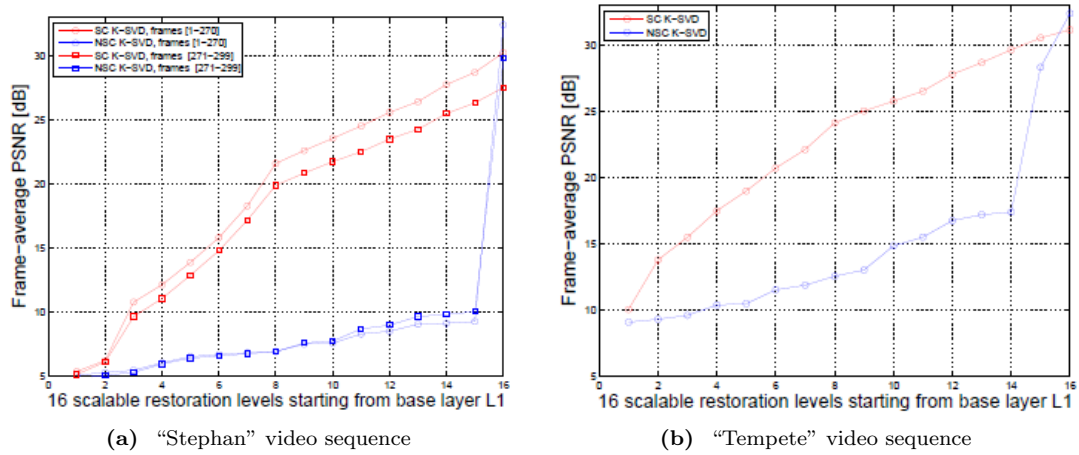 SC K-SVD, frames [1-270]
NSC K-SVD, frames [1-270]
SC K-SVD, frames [271-299]
NSC K-SVD, frames [271-299]
Frame-average PSNR [dB]
30
25
20
15
10
5
2
4
6
8
10
12
14
16
16 scalable restoration levels starting from base layer L1
(a) “Stephan” video sequence
SC K-SVD
NSC K-SVD
Frame-average PSNR [dB]
30
25
20
15
10
5
2
4
6
8
10
12
14
16
16 scalable restoration levels starting from base layer L1
(b) “Tempete” video sequence